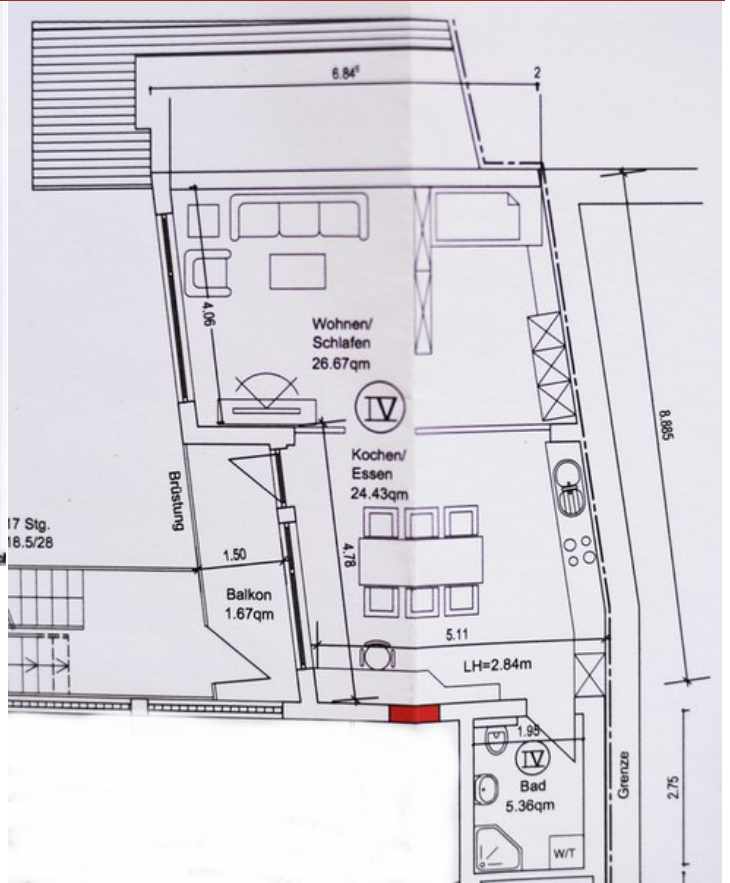 6.84⁵
2
4.06
Wohnen/
Schlafen
26.67qm
IV
8.885
Kochen/
Essen
24.43qm
Brüstung
17 Stg.
18.5/28
1.50
4.78
Balkon
1.67qm
5.11
LH=2.84m
1.95
IV
Bad
5.36qm
Grenze
2.75
W/T